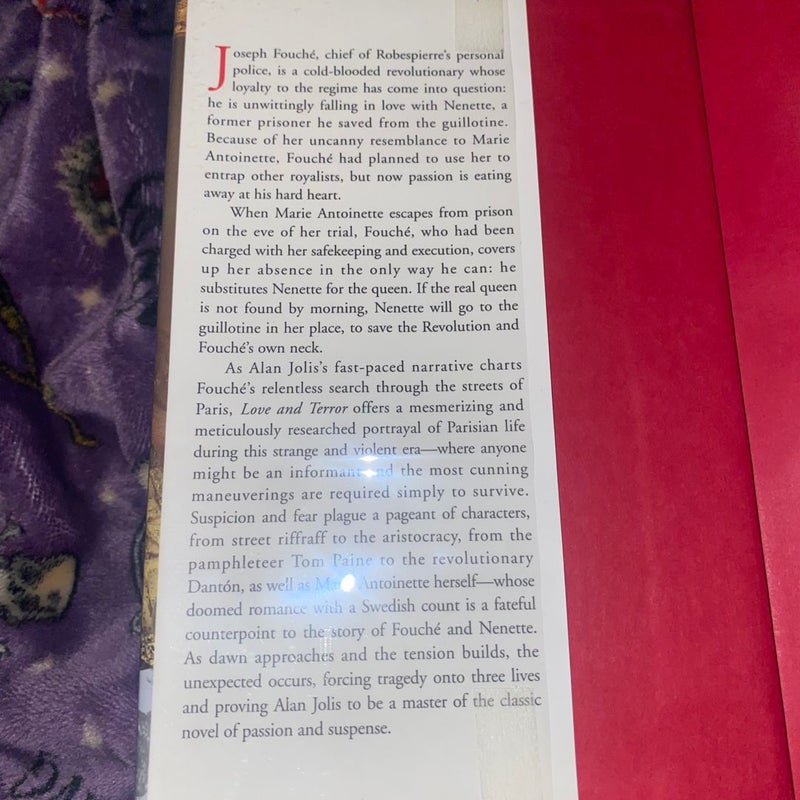 Joseph Fouché, chief of Robespierre's personal
police, is a cold-blooded revolutionary whose
loyalty to the regime has come into question:
he is unwittingly falling in love with Nenette, a
former prisoner he saved from the guillotine.
Because of her uncanny resemblance to Marie
Antoinette, Fouché had planned to use her to
entrap other royalists, but now passion is eating
away at his hard heart.
When Marie Antoinette escapes from prison
on the eve of her trial, Fouché, who had been
charged with her safekeeping and execution, covers
up her absence in the only way he can: he
substitutes Nenette for the queen. If the real queen
is not found by morning, Nenette will go to the
guillotine in her place, to save the Revolution and
Fouché's own neck.
As Alan Jolis's fast-paced narrative charts
Fouché's relentless search through the streets of
Paris, Love and Terror offers a mesmerizing and
meticulously researched portrayal of Parisian life
during this strange and violent era—where anyone
might be an informant and the most cunning
maneuverings are required simply to survive.
Suspicion and fear plague a pageant of characters,
from street riffraff to the aristocracy, from the
pamphleteer Tom Paine to the revolutionary
Dantón, as well as Marie Antoinette herself—whose
doomed romance with a Swedish count is a fateful
counterpoint to the story of Fouché and Nenette.
As dawn approaches and the tension builds, the
unexpected occurs, forcing tragedy onto three lives
and proving Alan Jolis to be a master of the classic
novel of passion and suspense.